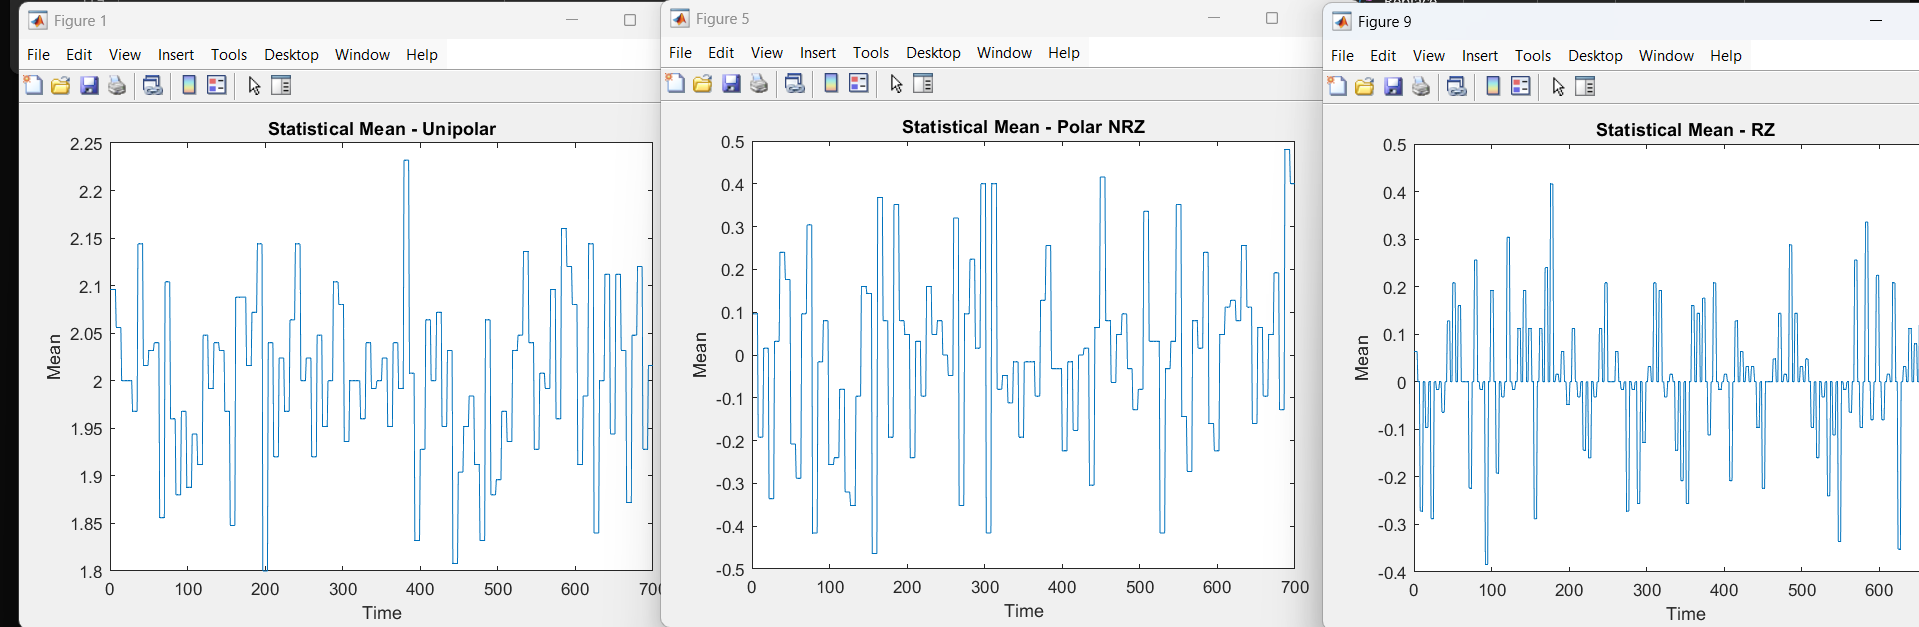 Figure 1
File Edit View Insert Tools Desktop Window Help
Statistical Mean - Unipolar
2.25
2.2
2.15
2.1
2.05
2
1.95
1.9
1.85
1.8
Mean
0 100 200 300 400 500 600 700
Time
Figure 5
File Edit View Insert Tools Desktop Window Help
Statistical Mean - Polar NRZ
0.5
0.4
0.3
0.2
0.1
0
-0.1
-0.2
-0.3
-0.4
-0.5
Mean
0 100 200 300 400 500 600 700
Time
Figure 9
File Edit View Insert Tools Desktop Window Help
Statistical Mean - RZ
0.5
0.4
0.3
0.2
0.1
0
-0.1
-0.2
-0.3
-0.4
Mean
0 100 200 300 400 500 600
Time